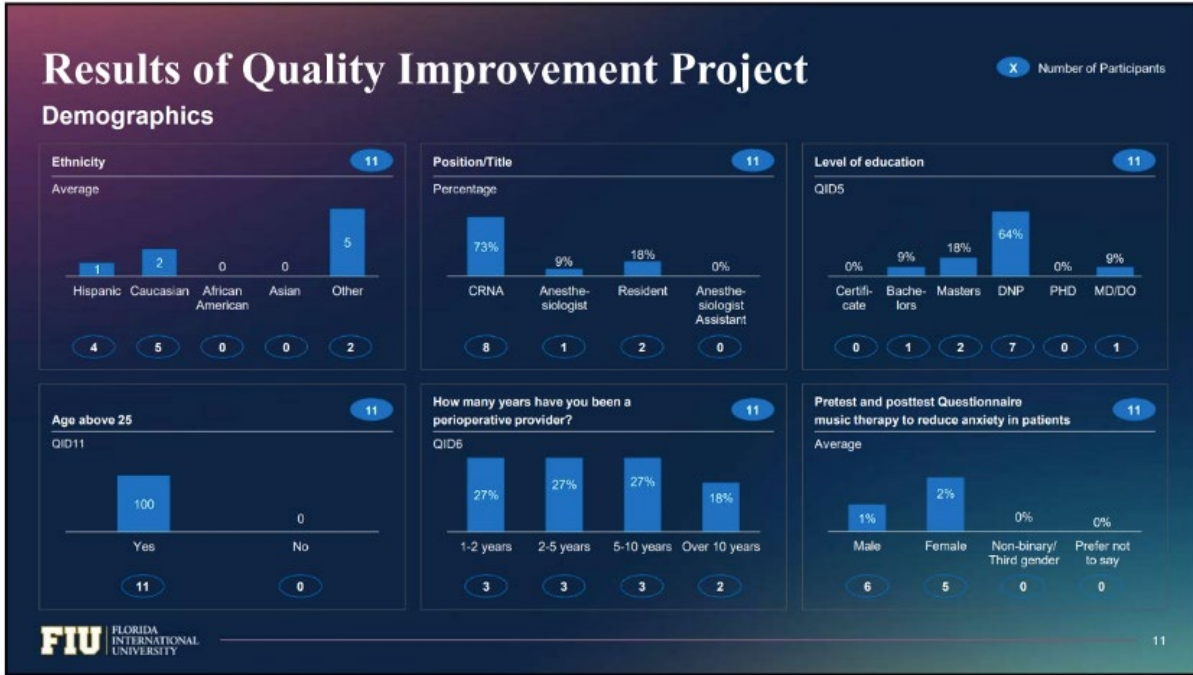 Results of Quality Improvement Project
X Number of Participants
Demographics
Ethnicity 11
Average
1 2 0 0 5
Hispanic Caucasian African American Asian Other
4 5 0 0 2
Position/Title 11
Percentage
73% 9% 18% 0%
CRNA Anesthe-siologist Resident Anesthe-siologist Assistant
8 1 2 0
Level of education 11
QID5
0% 9% 18% 64% 0% 9%
Certifi-cate Bache-lors Masters DNP PHD MD/DO
0 1 2 7 0 1
Age above 25 11
QID11
100 0
Yes No
11 0
How many years have you been a
perioperative provider? 11
QID6
27% 27% 27% 18%
1-2 years 2-5 years 5-10 years Over 10 years
3 3 3 2
Pretest and posttest Questionnaire
music therapy to reduce anxiety in patients 11
Average
1% 2% 0% 0%
Male Female Non-binary/ Third gender Prefer not to say
6 5 0 0
FIU FLORIDA
INTERNATIONAL
UNIVERSITY
11